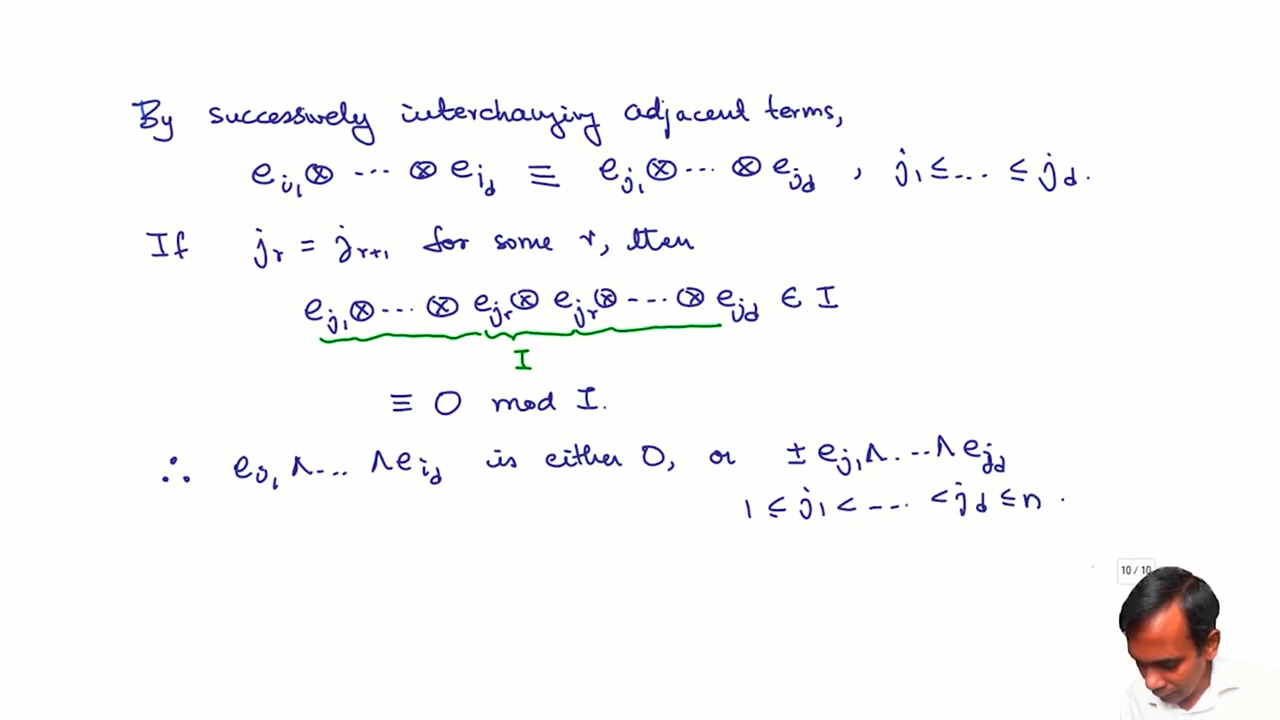 By successively interchanging adjacent terms,
e_{i_1} ⊗ ··· ⊗ e_{i_d} ≡ e_{j_1} ⊗ ··· ⊗ e_{j_d} , j_1 ≤ ... ≤ j_d.
If j_r = j_{r+1} for some r, then
e_{j_1} ⊗ ··· ⊗ e_{j_r} ⊗ e_{j_r} ⊗ ··· ⊗ e_{j_d} ∈ I
I
≡ 0 mod I.
∴ e_{i_1} ∧ ... ∧ e_{i_d} is either 0, or ± e_{j_1} ∧ ... ∧ e_{j_d}
1 ≤ j_1 < ... < j_d ≤ n .
10 / 10